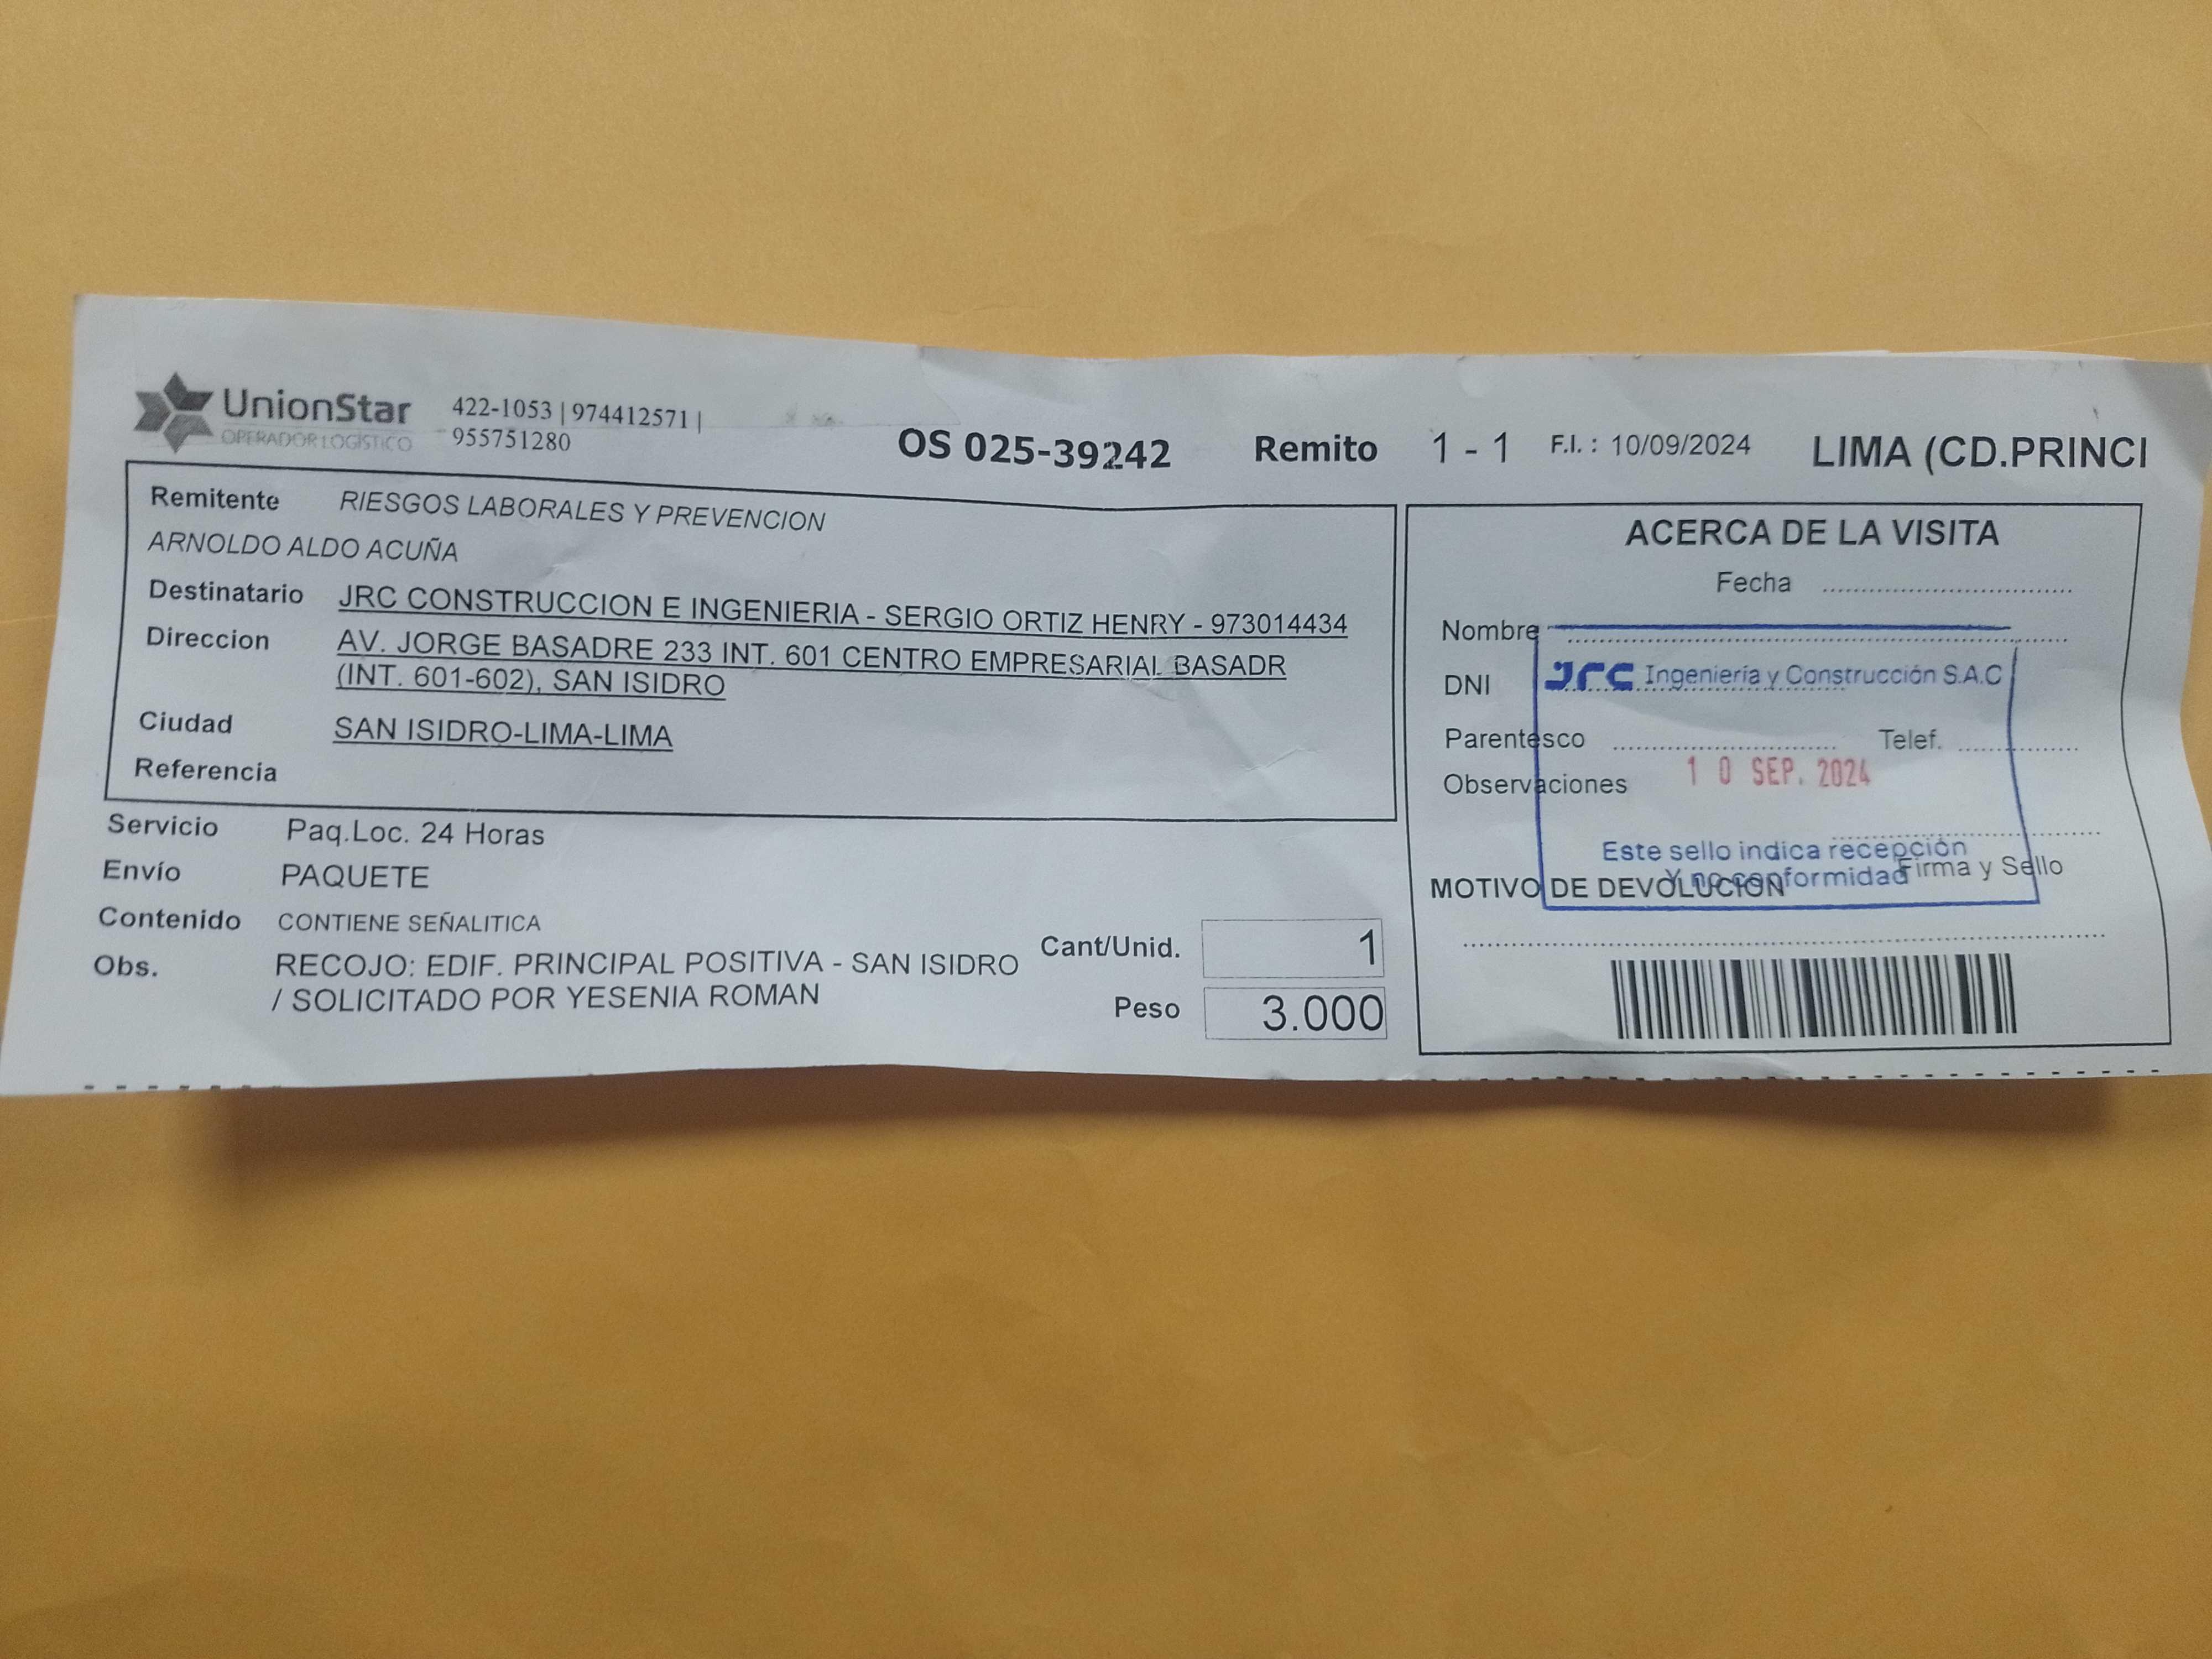 UnionStar
OPERADOR LOGÍSTICO
422-1053 | 974412571 |
955751280
OS 025-39242 Remito 1 - 1 F.I. : 10/09/2024 LIMA (CD.PRINCI
Remitente RIESGOS LABORALES Y PREVENCION
ARNOLDO ALDO ACUÑA
Destinatario JRC CONSTRUCCION E INGENIERIA - SERGIO ORTIZ HENRY - 973014434
Direccion AV. JORGE BASADRE 233 INT. 601 CENTRO EMPRESARIAL BASADR
(INT. 601-602), SAN ISIDRO
Ciudad SAN ISIDRO-LIMA-LIMA
Referencia
Servicio Paq.Loc. 24 Horas
Envío PAQUETE
Contenido CONTIENE SEÑALITICA
Obs. RECOJO: EDIF. PRINCIPAL POSITIVA - SAN ISIDRO
/ SOLICITADO POR YESENIA ROMAN
Cant/Unid. 1
Peso 3.000
ACERCA DE LA VISITA
Fecha
Nombre
DNI
Parentesco Telef.
Observaciones
Firma y Sello
MOTIVO DE DEVOLUCION
JRC Ingeniería y Construcción S.A.C
10 SEP. 2024
Este sello indica recepción
Y no conformidad